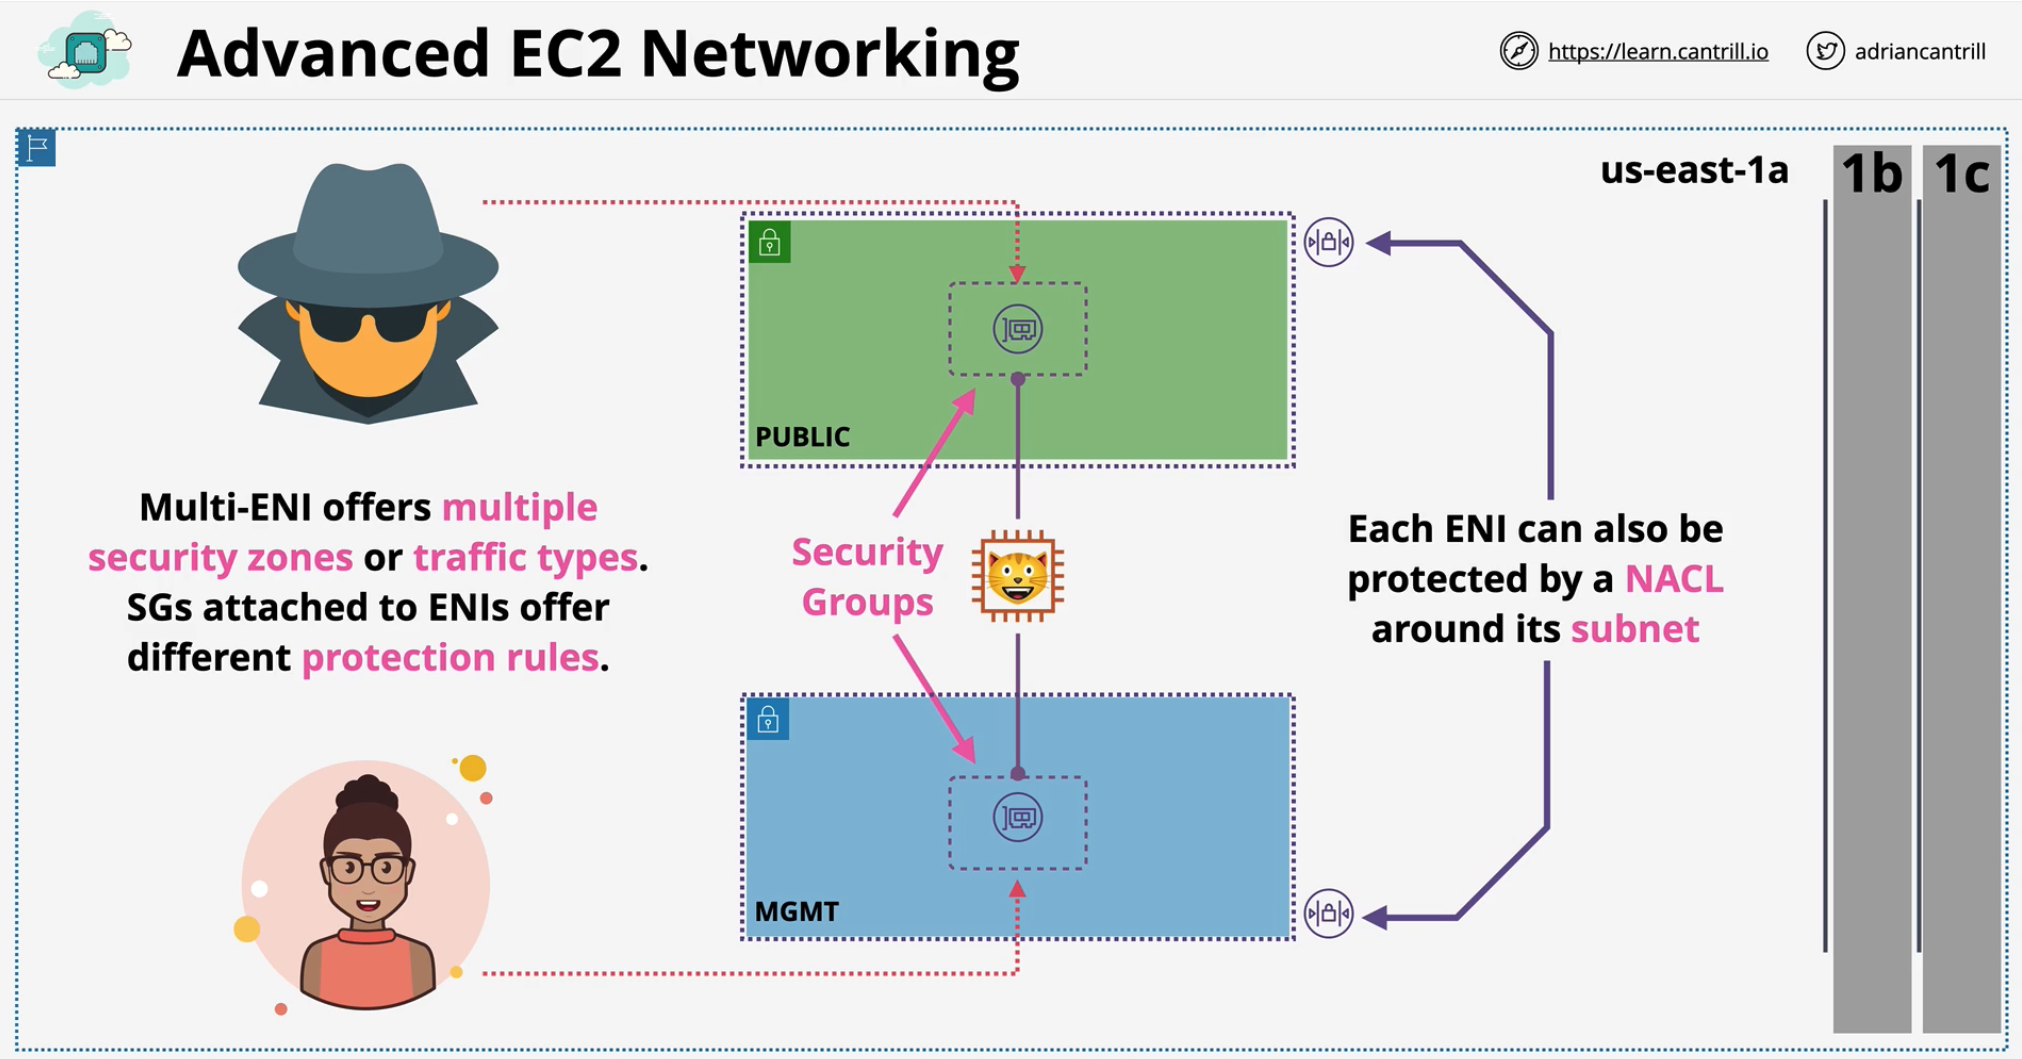 Advanced EC2 Networking
https://learn.cantrill.io
adriancantrill
us-east-1a
1b
1c
PUBLIC
Multi-ENI offers multiple
security zones or traffic types.
SGs attached to ENIs offer
different protection rules.
Security
Groups
Each ENI can also be
protected by a NACL
around its subnet
MGMT